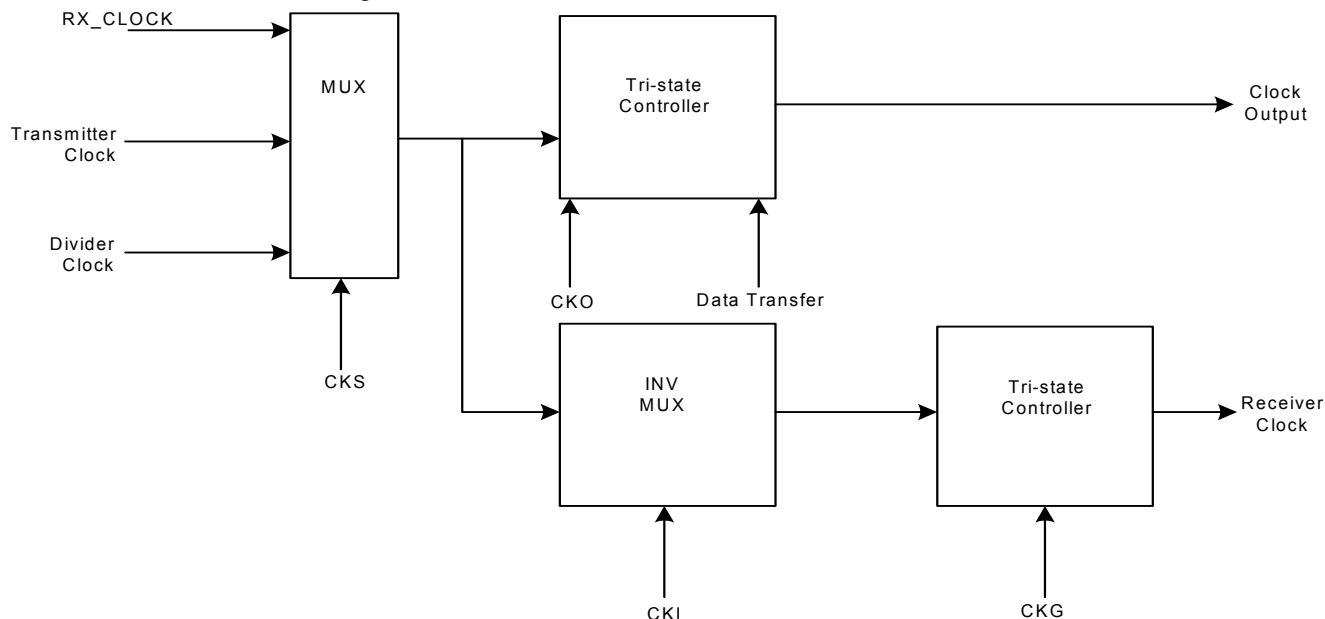 RX_CLOCK
MUX
Tri-state
Controller
Clock
Output
Transmitter
Clock
Divider
Clock
CKO
Data Transfer
CKS
INV
MUX
Tri-state
Controller
Receiver
Clock
CKI
CKG